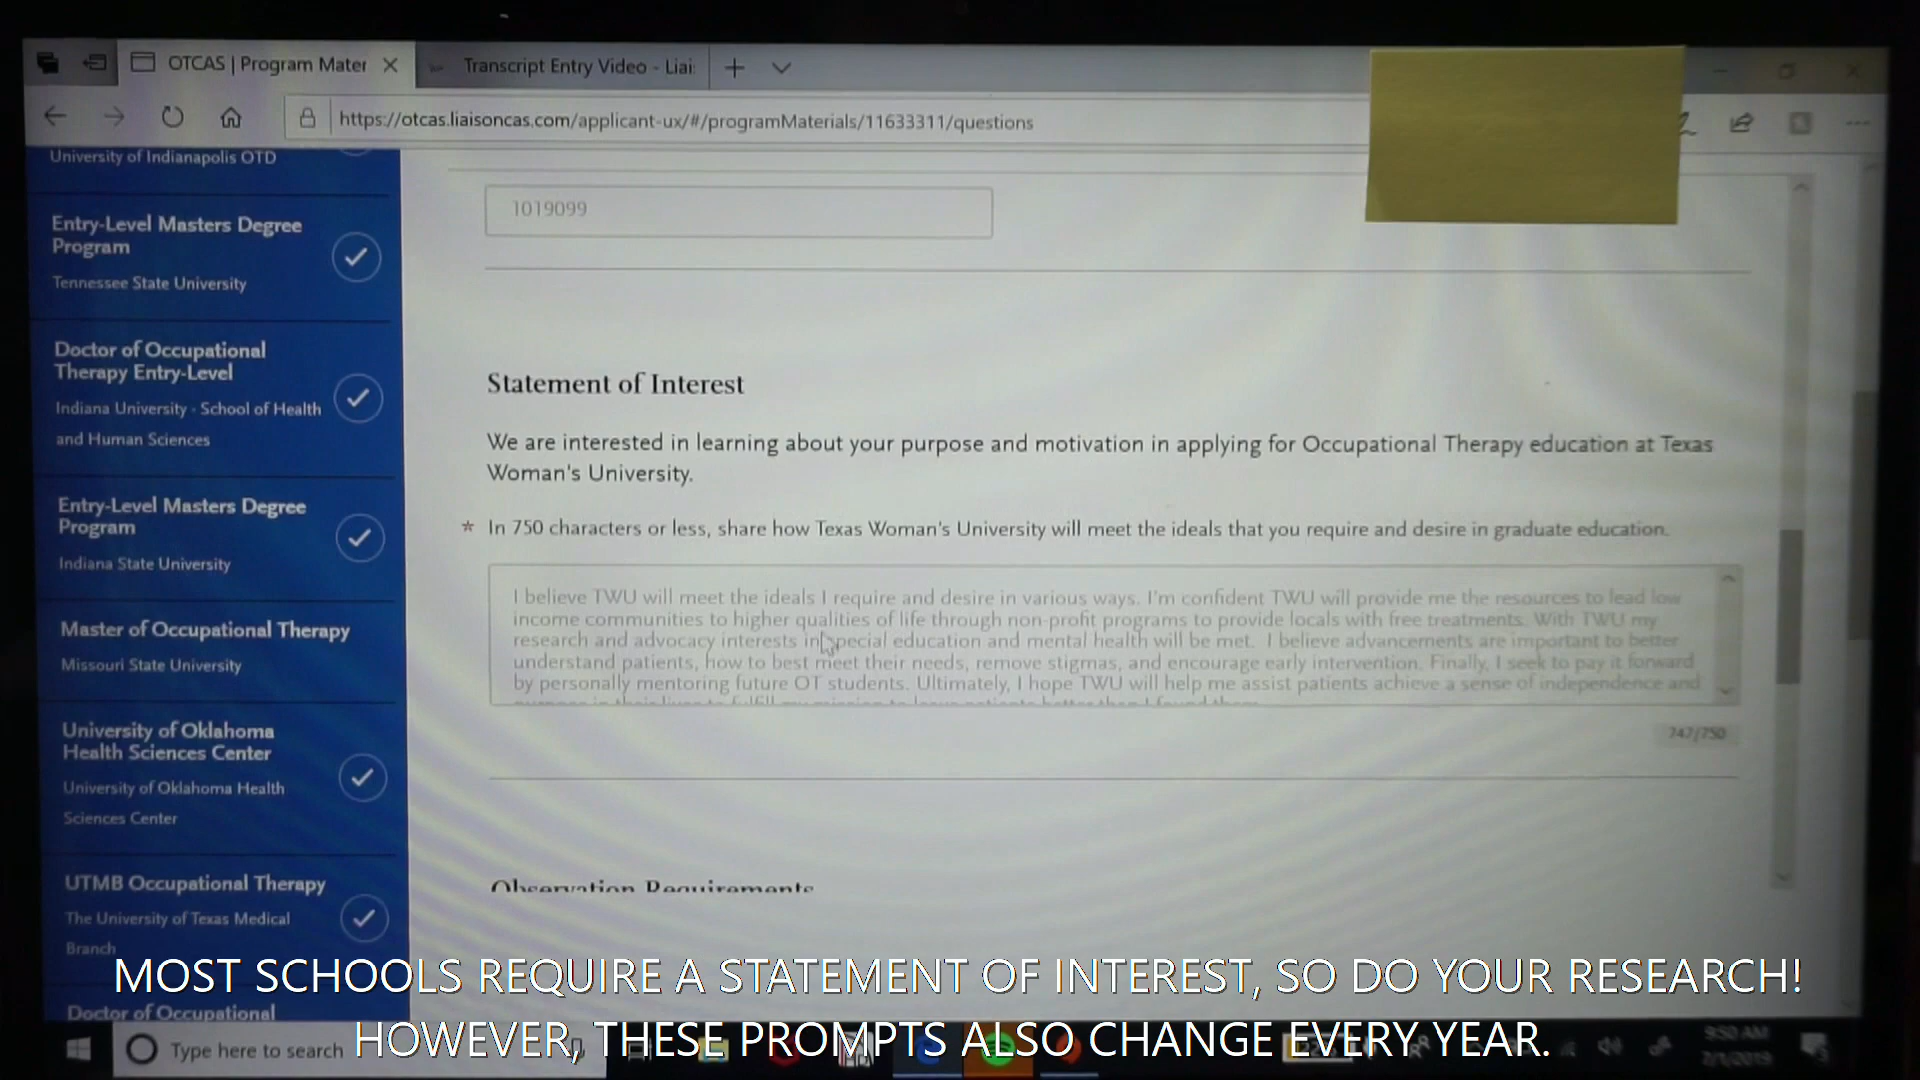 OTCAS | Program Mater
Transcript Entry Video - Liai
https://otcas.liaisoncas.com/applicant-ux/#/programMaterials/11633311/questions
University of Indianapolis OTD
Entry-Level Masters Degree
Program
Tennessee State University
Doctor of Occupational
Therapy Entry-Level
Indiana University - School of Health
and Human Sciences
Entry-Level Masters Degree
Program
Indiana State University
Master of Occupational Therapy
Missouri State University
University of Oklahoma
Health Sciences Center
University of Oklahoma Health
Sciences Center
UTMB Occupational Therapy
The University of Texas Medical
Branch
Doctor of Occupational
1019099
Statement of Interest
We are interested in learning about your purpose and motivation in applying for Occupational Therapy education at Texas
Woman's University.
* In 750 characters or less, share how Texas Woman's University will meet the ideals that you require and desire in graduate education.
I believe TWU will meet the ideals I require and desire in various ways. I'm confident TWU will provide me the resources to lead low
income communities to higher qualities of life through non-profit programs to provide locals with free treatments. With TWU my
research and advocacy interests in special education and mental health will be met. I believe advancements are important to better
understand patients, how to best meet their needs, remove stigmas, and encourage early intervention. Finally, I seek to pay it forward
by personally mentoring future OT students. Ultimately, I hope TWU will help me assist patients achieve a sense of independence and
747/750
Observation Requirements
MOST SCHOOLS REQUIRE A STATEMENT OF INTEREST, SO DO YOUR RESEARCH!
HOWEVER, THESE PROMPTS ALSO CHANGE EVERY YEAR.
Type here to search
9:50 AM
2/1/2019